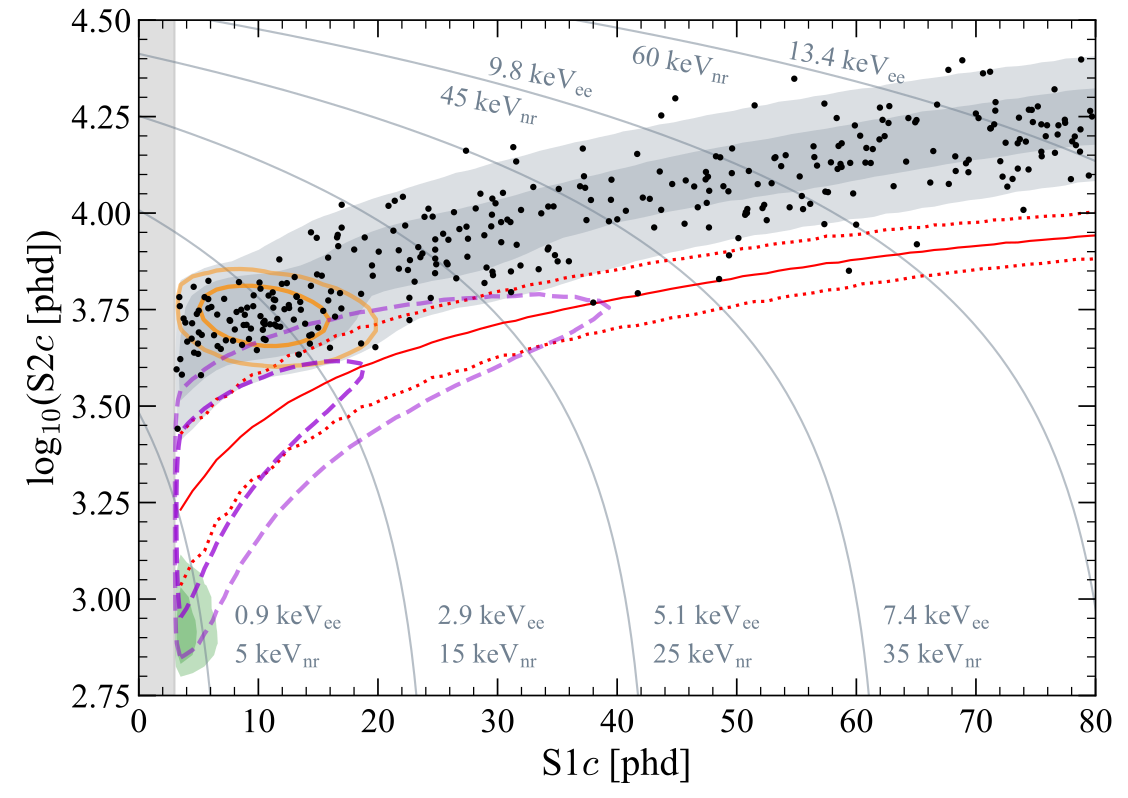 4.50
4.25
4.00
3.75
3.50
3.25
3.00
2.75
log10(S2c [phd])
9.8 keVee
45 keVnr
60 keVnr
13.4 keVee
0.9 keVee
5 keVnr
2.9 keVee
15 keVnr
5.1 keVee
25 keVnr
7.4 keVee
35 keVnr
0 10 20 30 40 50 60 70 80
S1c [phd]